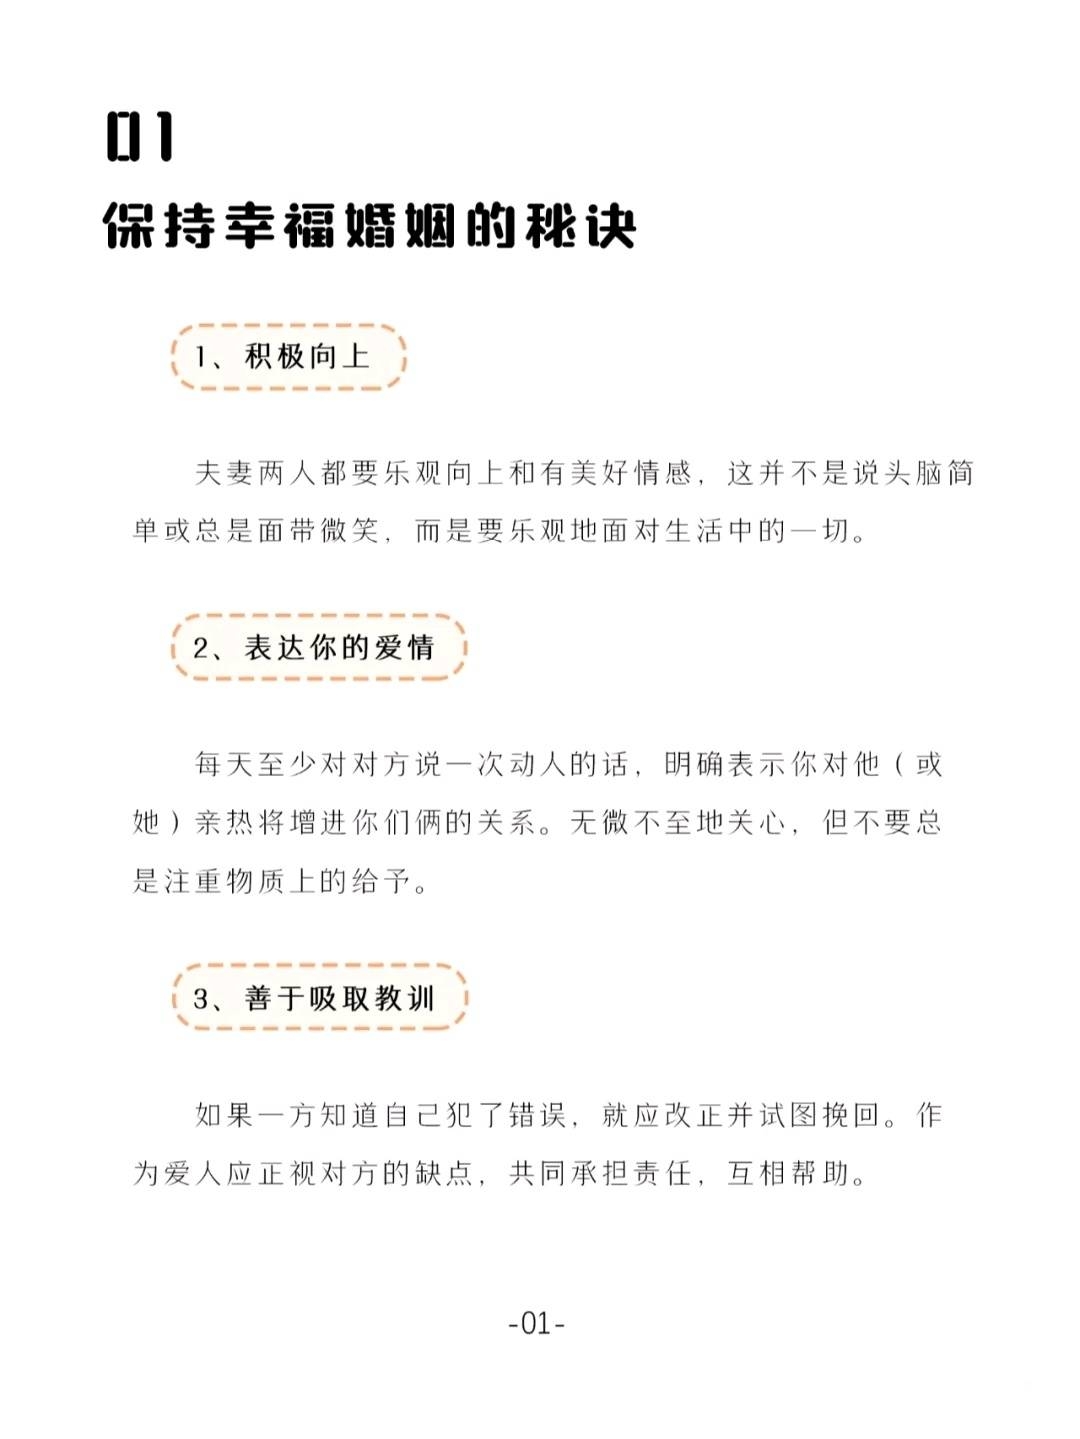 01
保持幸福婚姻的秘诀
1、积极向上
夫妻两人都要乐观向上和有美好情感，这并不是说头脑简
单或总是面带微笑，而是要乐观地面对生活中的一切。
2、表达你的爱情
每天至少对对方说一次动人的话，明确表示你对他（或
她）亲热将增进你们俩的关系。无微不至地关心，但不要总
是注重物质上的给予。
3、善于吸取教训
如果一方知道自己犯了错误，就应改正并试图挽回。作
为爱人应正视对方的缺点，共同承担责任，互相帮助。
-01-